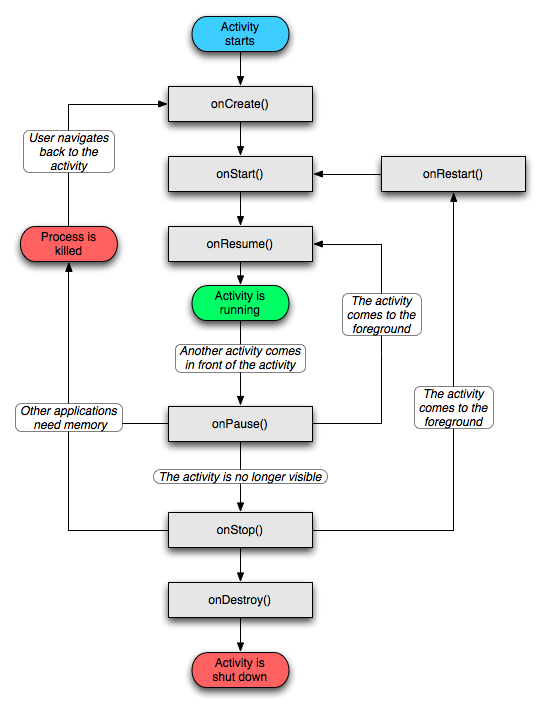 Activity
starts
onCreate()
User navigates
back to the
activity
onStart()
onRestart()
Process is
killed
onResume()
Activity is
running
The activity
comes to the
foreground
Another activity comes
in front of the activity
The activity
comes to the
foreground
Other applications
need memory
onPause()
The activity is no longer visible
onStop()
onDestroy()
Activity is
shut down